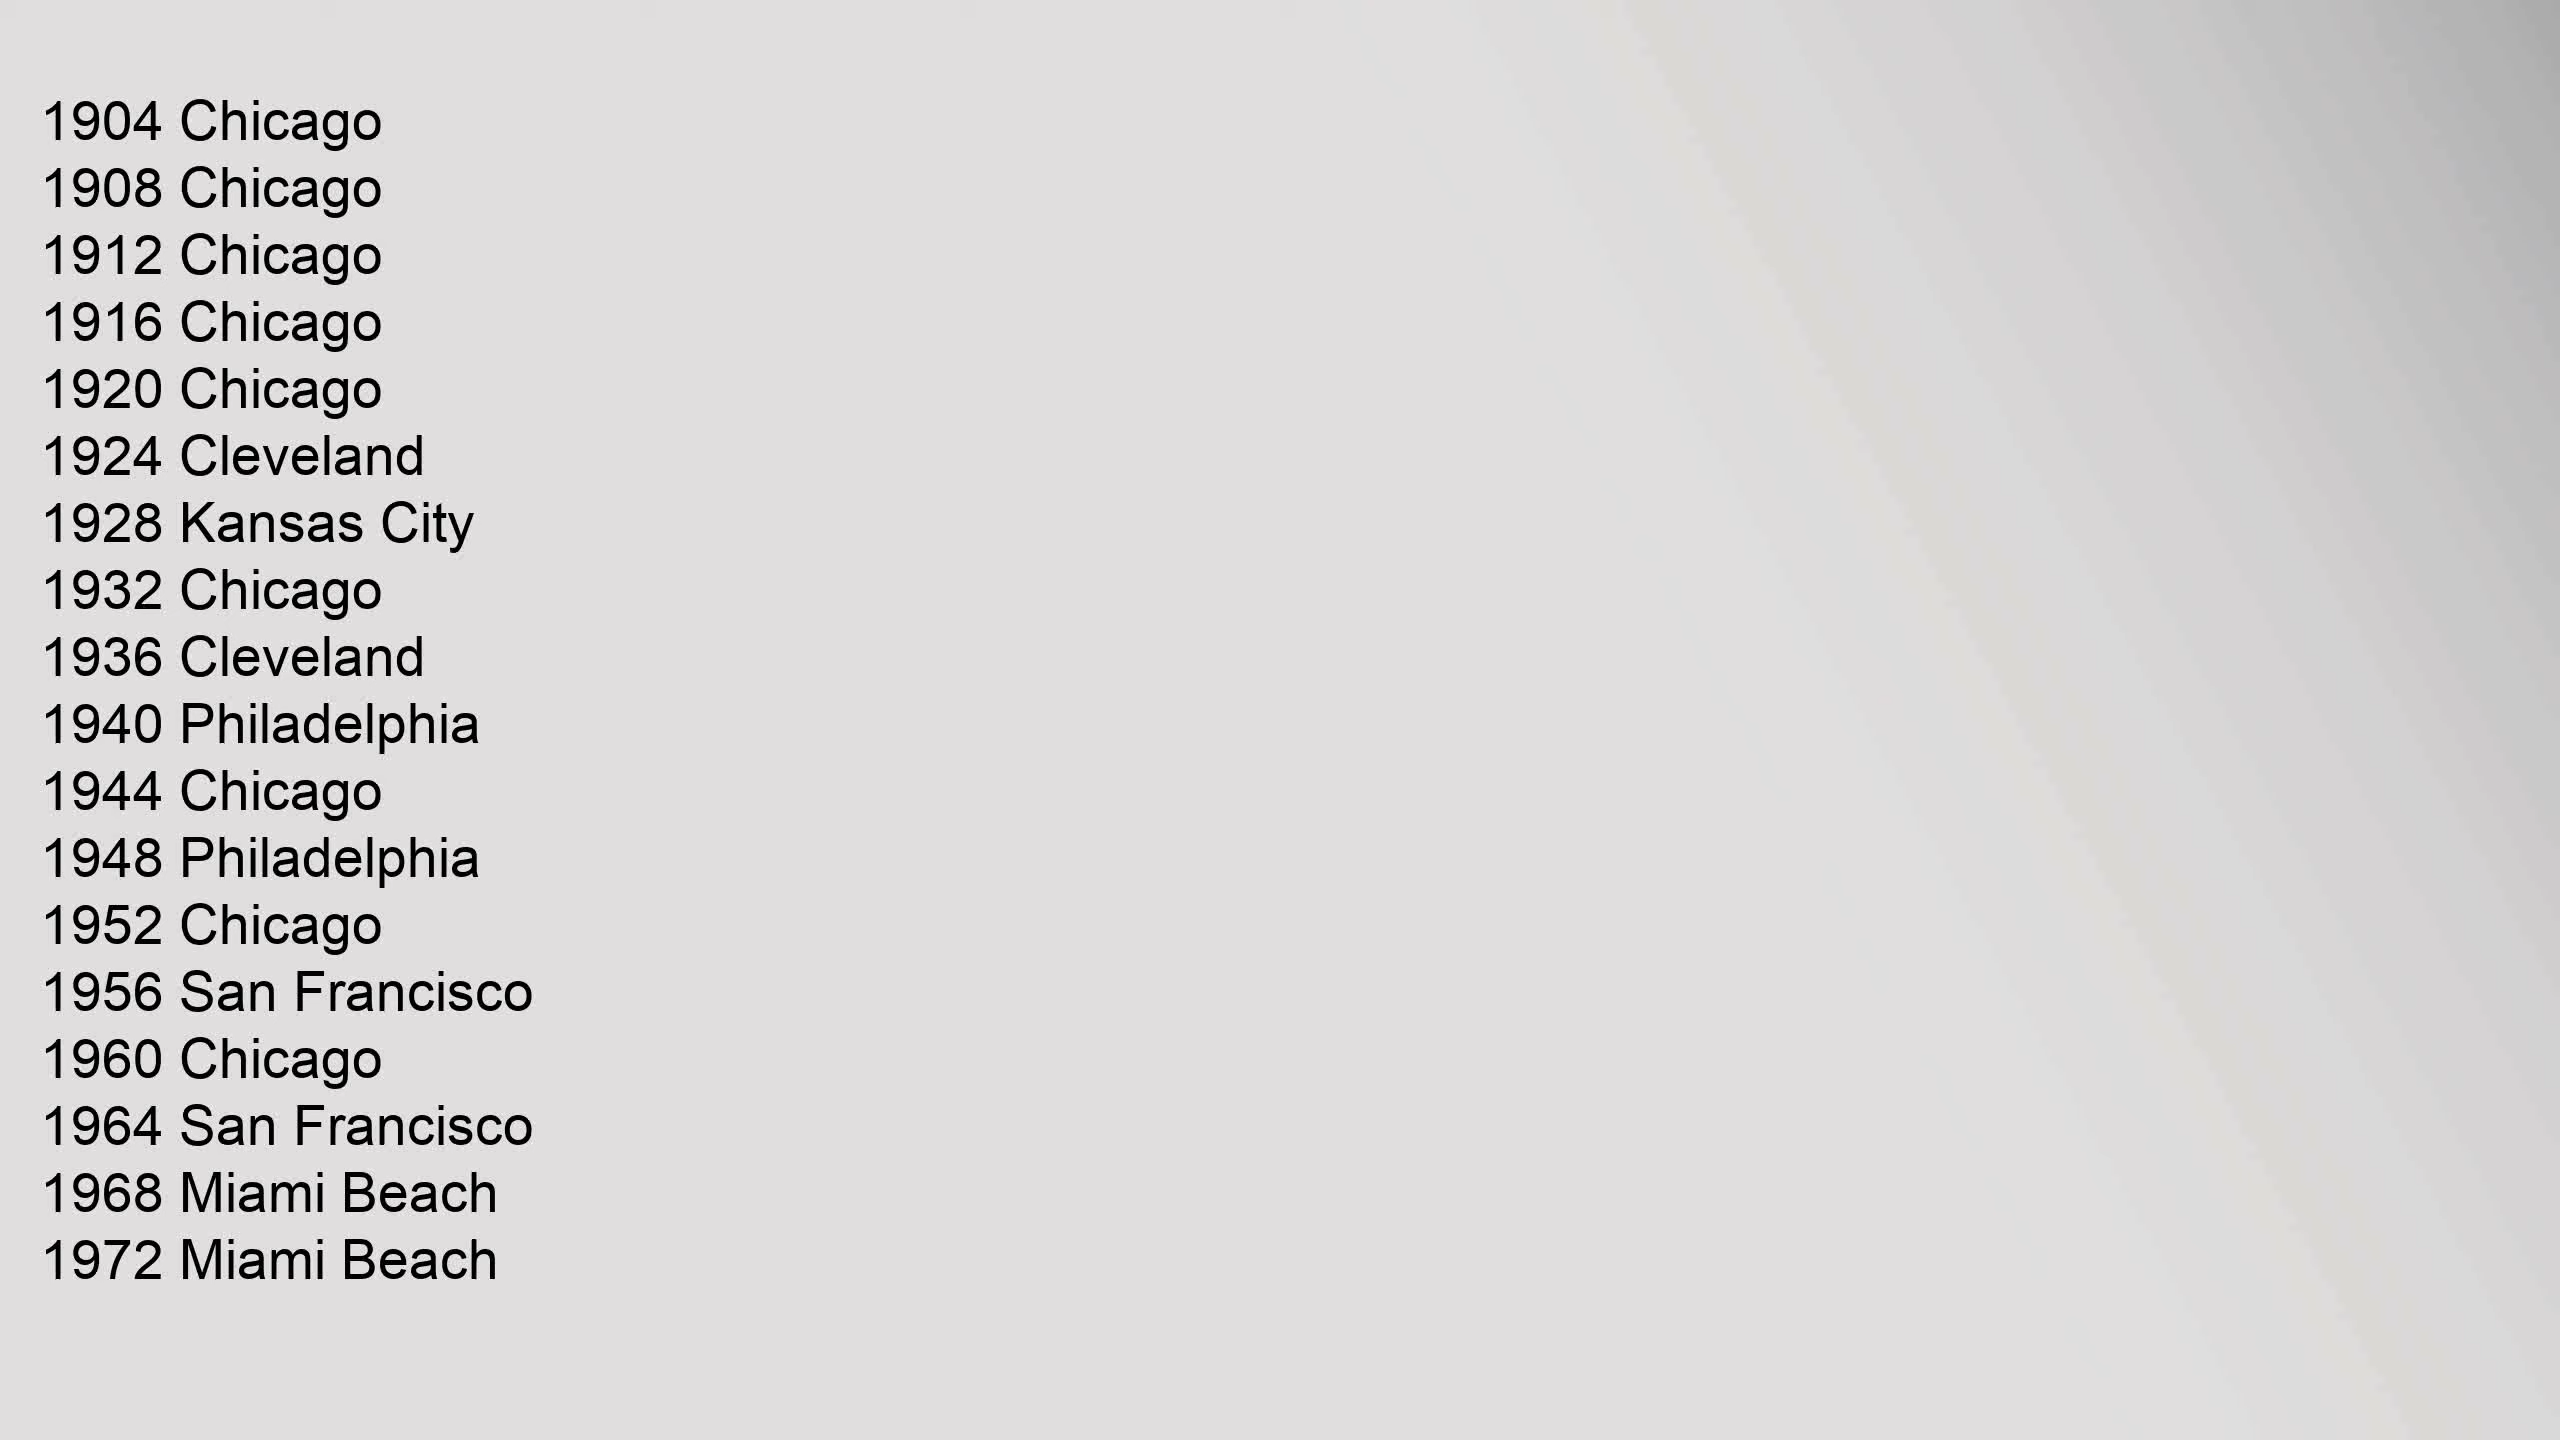 1904 Chicago
1908 Chicago
1912 Chicago
1916 Chicago
1920 Chicago
1924 Cleveland
1928 Kansas City
1932 Chicago
1936 Cleveland
1940 Philadelphia
1944 Chicago
1948 Philadelphia
1952 Chicago
1956 San Francisco
1960 Chicago
1964 San Francisco
1968 Miami Beach
1972 Miami Beach